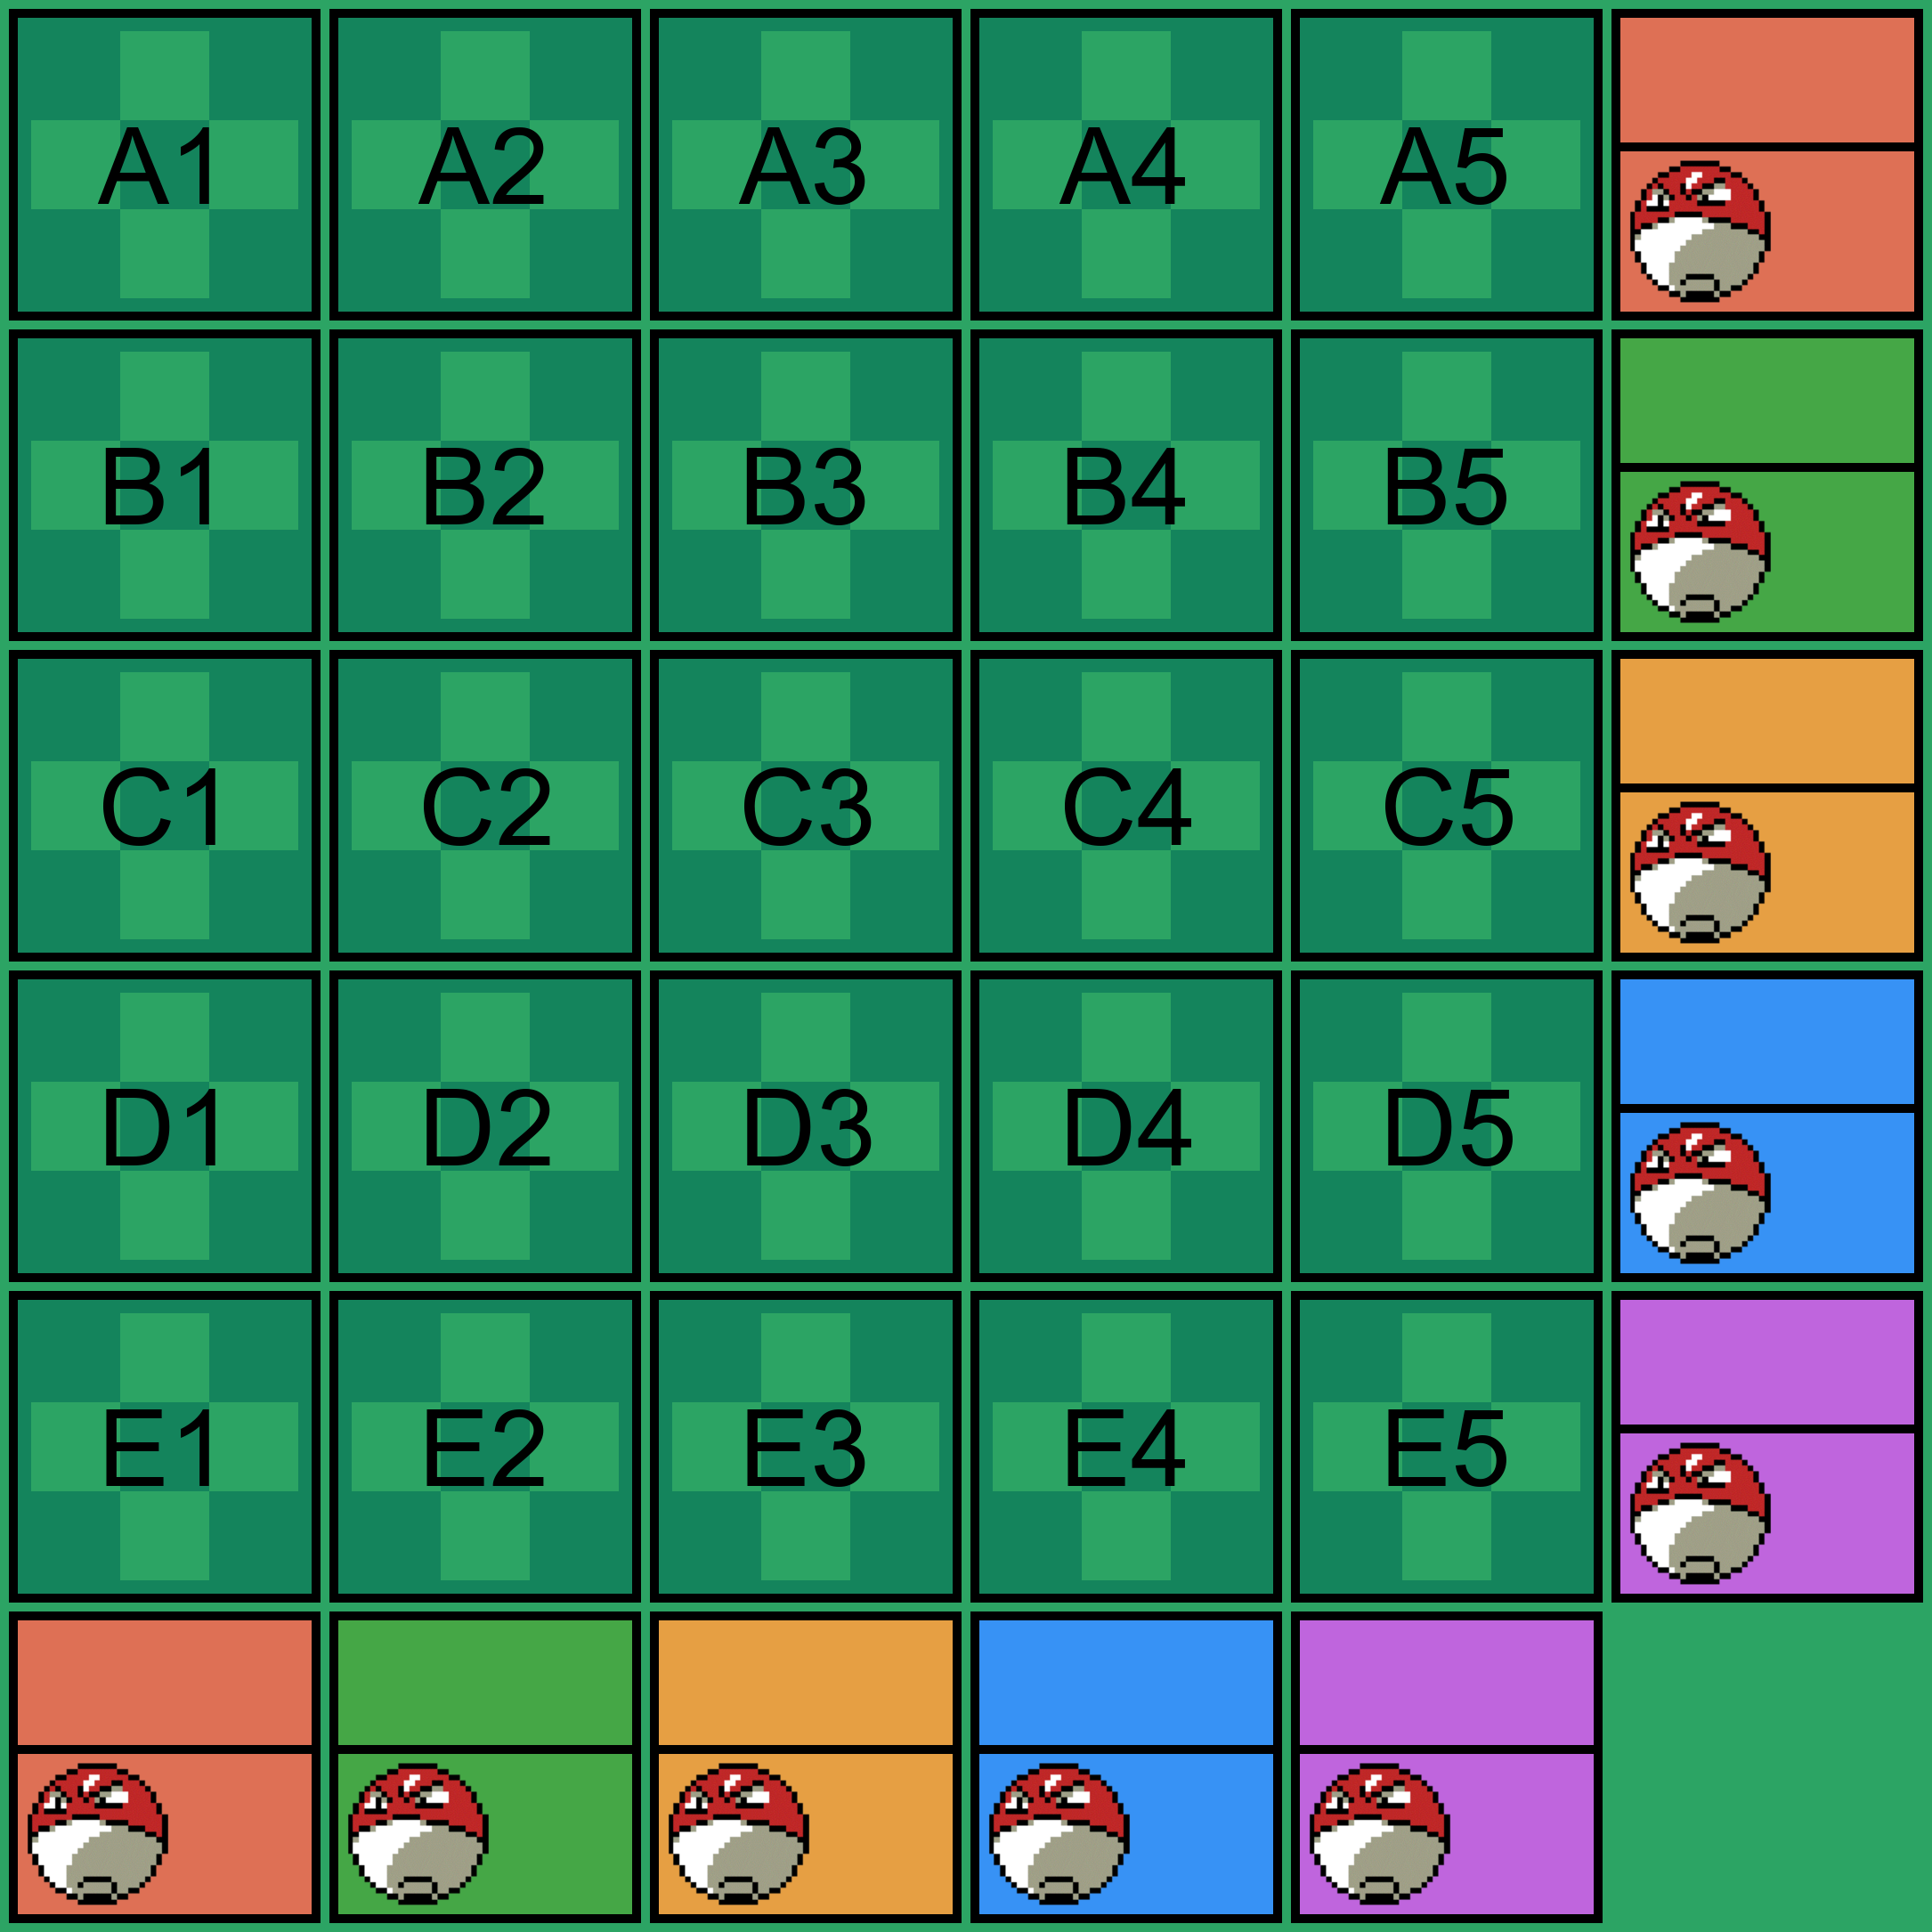 A1 A2 A3 A4 A5
B1 B2 B3 B4 B5
C1 C2 C3 C4 C5
D1 D2 D3 D4 D5
E1 E2 E3 E4 E5